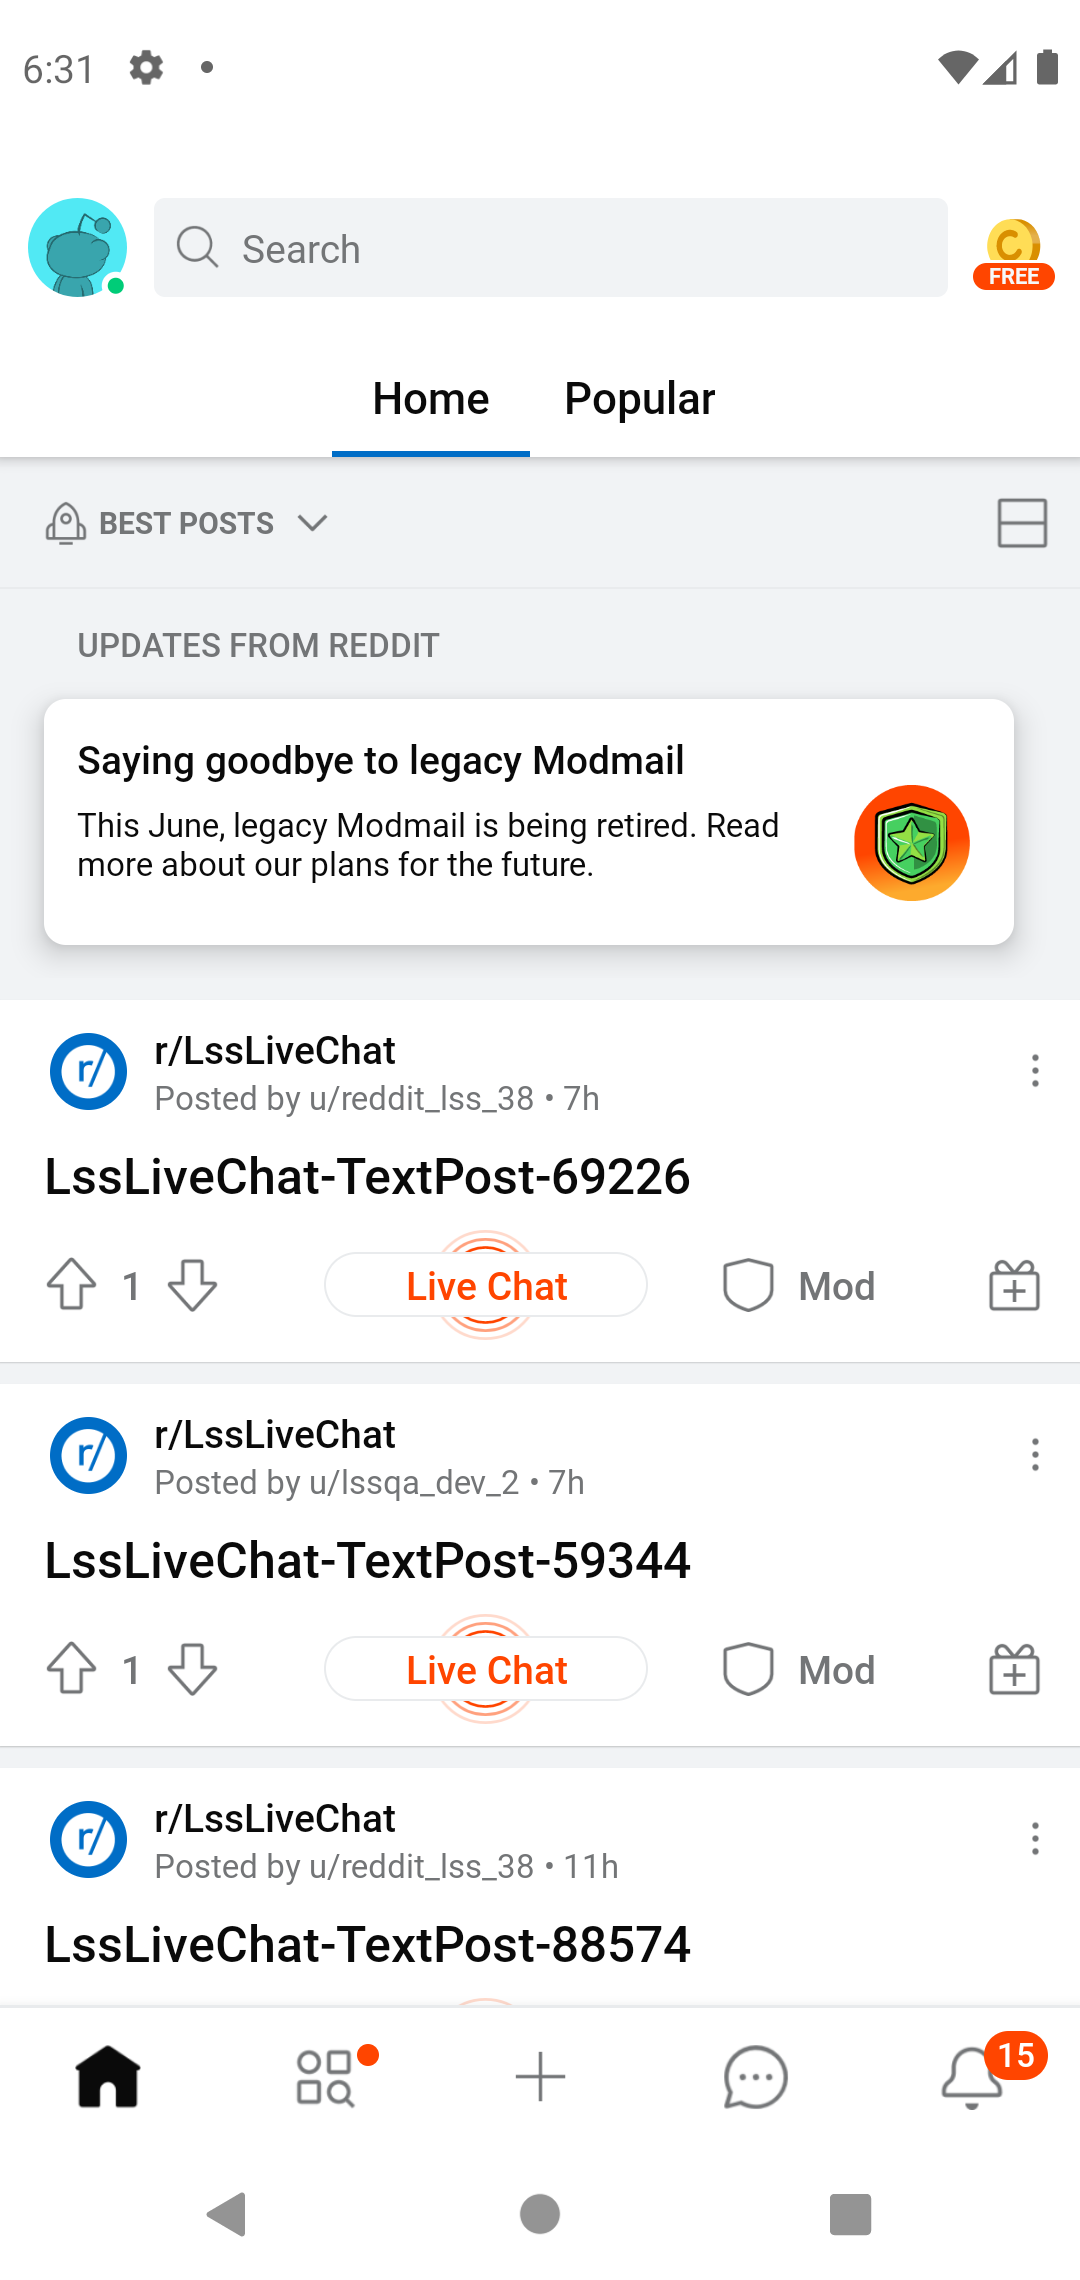 6:31
Search
FREE
Home Popular
BEST POSTS
UPDATES FROM REDDIT
Saying goodbye to legacy Modmail
This June, legacy Modmail is being retired. Read
more about our plans for the future.
r/ r/LssLiveChat
Posted by u/reddit_lss_38 • 7h
LssLiveChat-TextPost-69226
1 Live Chat Mod
r/ r/LssLiveChat
Posted by u/lssqa_dev_2 • 7h
LssLiveChat-TextPost-59344
1 Live Chat Mod
r/ r/LssLiveChat
Posted by u/reddit_lss_38 • 11h
LssLiveChat-TextPost-88574
15